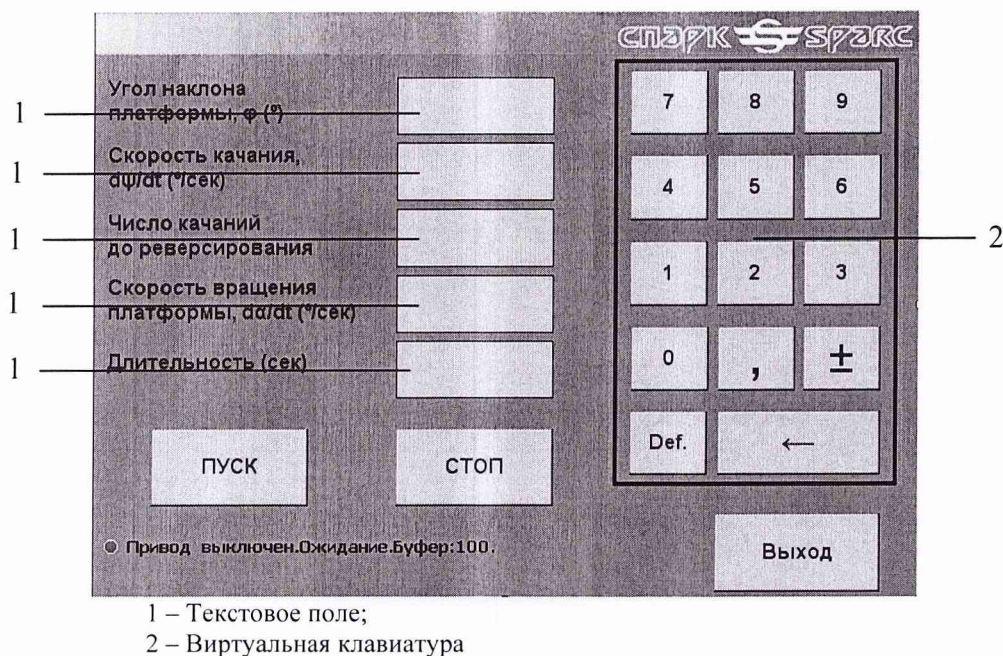 спарк S sparc
Угол наклона
платформы, φ (º)
1
Скорость качания,
dψ/dt (º/сек)
1
Число качаний
до реверсирования
1
Скорость вращения
платформы, dα/dt (º/сек)
1
Длительность (сек)
1
7 8 9
4 5 6
2
1 2 3
0 , ±
Def. ←
ПУСК СТОП
Привод выключен.Ожидание.Буфер:100.
Выход
1 – Текстовое поле;
2 – Виртуальная клавиатура